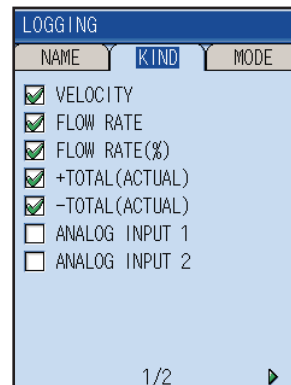 LOGGING
NAME KIND MODE
VELOCITY
FLOW RATE
FLOW RATE(%)
+TOTAL(ACTUAL)
-TOTAL(ACTUAL)
ANALOG INPUT 1
ANALOG INPUT 2
1/2